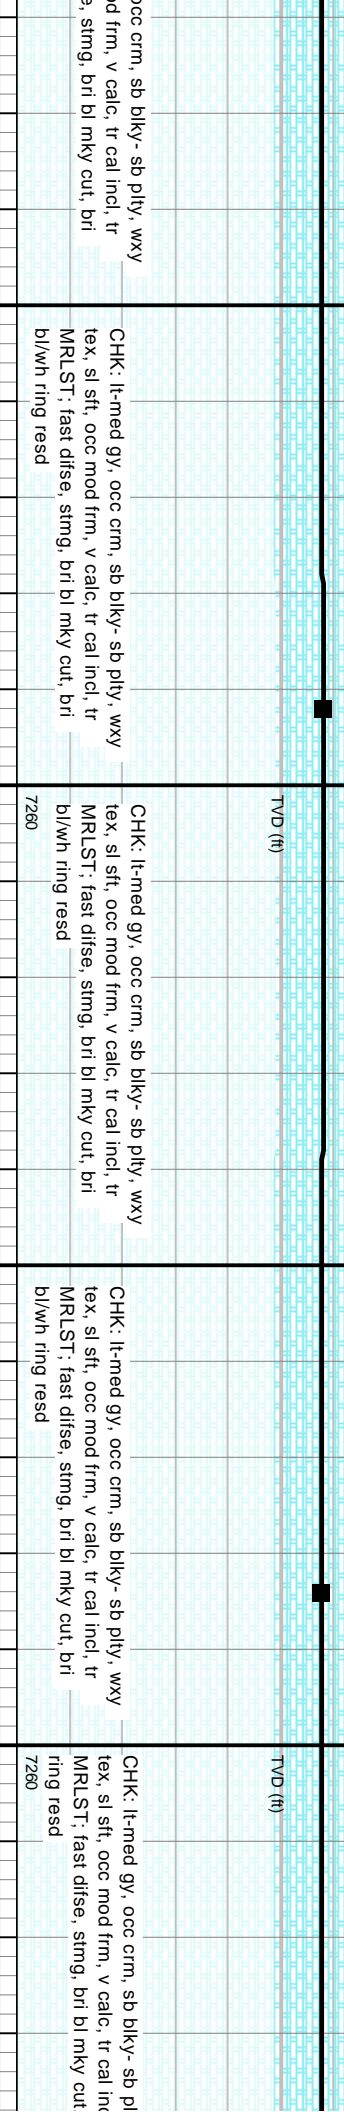 occ crm, sb blky- sb plty, wxy
od frm, v calc, tr cal incl, tr
e, stmg, bri bl mky cut, bri
CHK: lt-med gy, occ crm, sb blky- sb plty, wxy
tex, sl sft, occ mod frm, v calc, tr cal incl, tr
MRLST; fast difse, stmg, bri bl mky cut, bri
bl/wh ring resd
TVD (ft)
CHK: lt-med gy, occ crm, sb blky- sb plty, wxy
tex, sl sft, occ mod frm, v calc, tr cal incl, tr
MRLST; fast difse, stmg, bri bl mky cut, bri
bl/wh ring resd
7260
CHK: lt-med gy, occ crm, sb blky- sb plty, wxy
tex, sl sft, occ mod frm, v calc, tr cal incl, tr
MRLST; fast difse, stmg, bri bl mky cut, bri
bl/wh ring resd
TVD (ft)
CHK: lt-med gy, occ crm, sb blky- sb pl
tex, sl sft, occ mod frm, v calc, tr cal inc
MRLST; fast difse, stmg, bri bl mky cut,
ring resd
7260